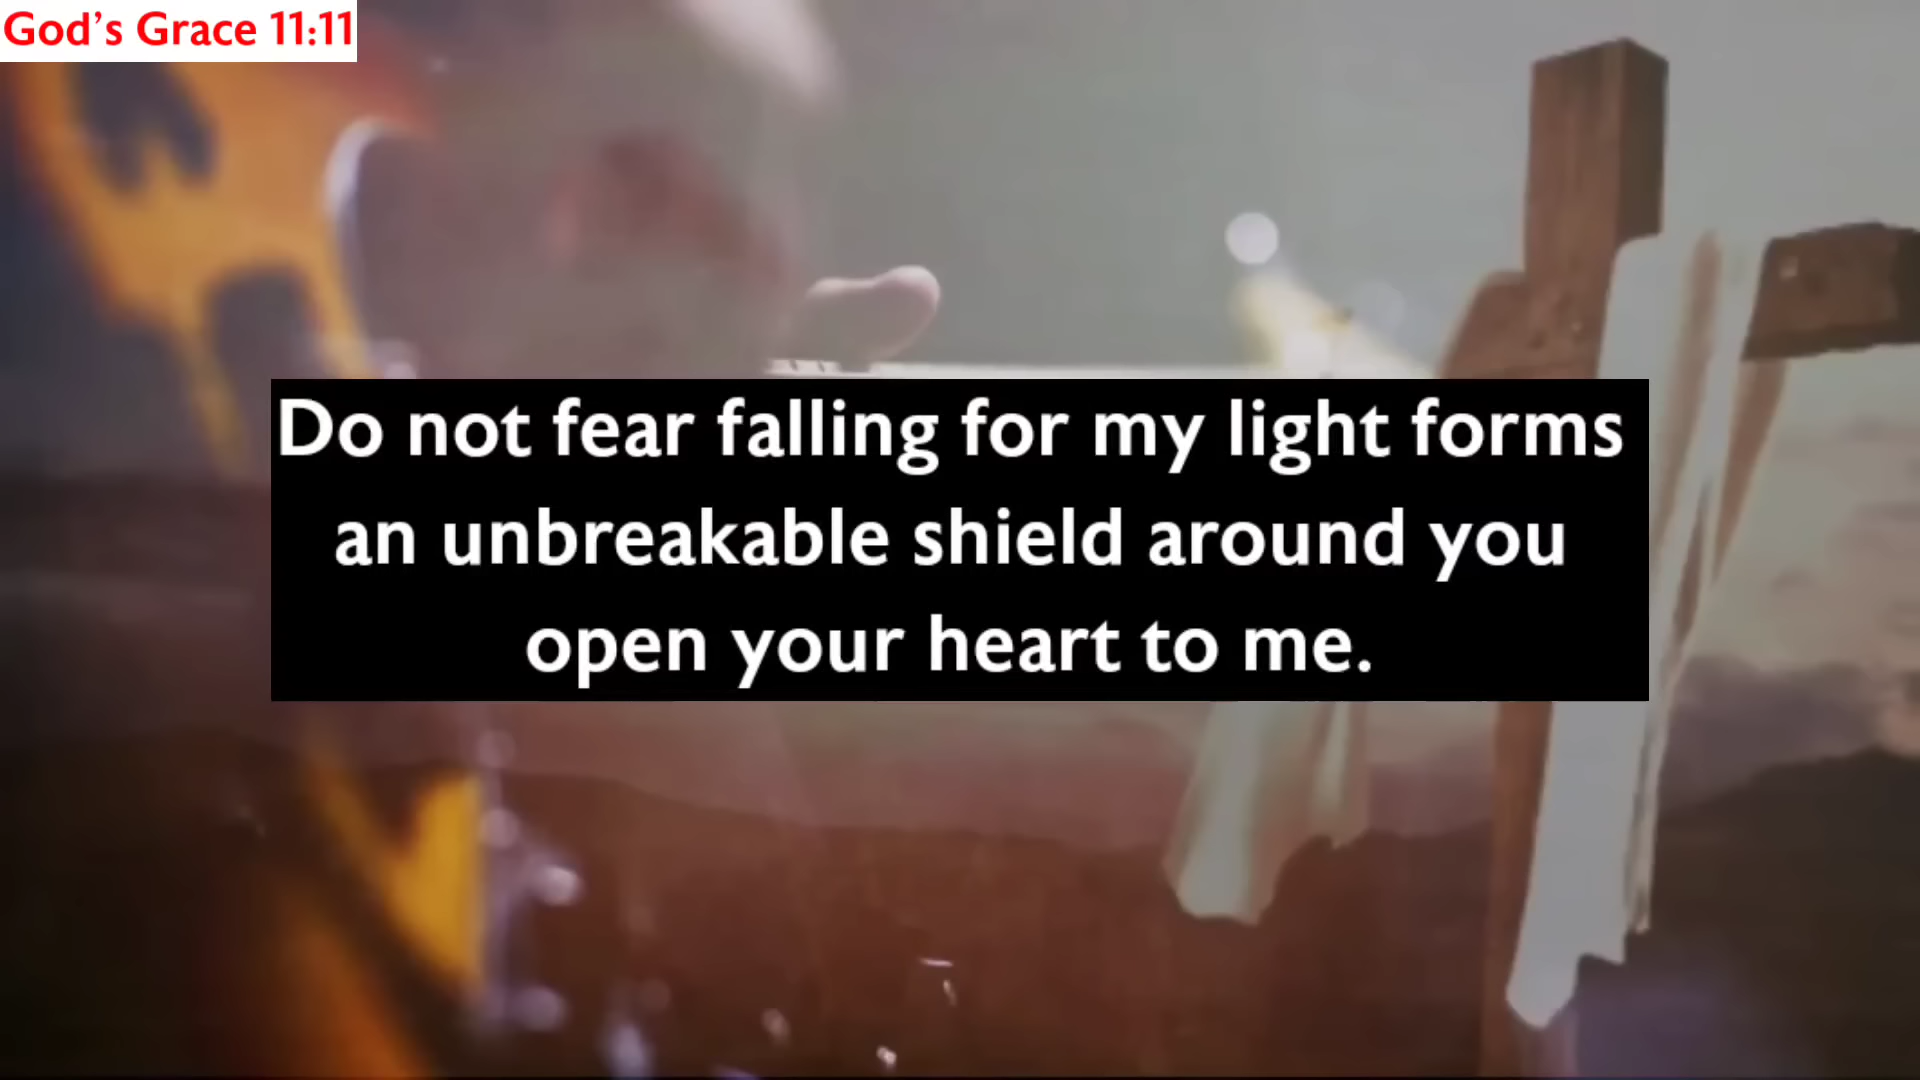 God’s Grace 11:11
Do not fear falling for my light forms
an unbreakable shield around you
open your heart to me.